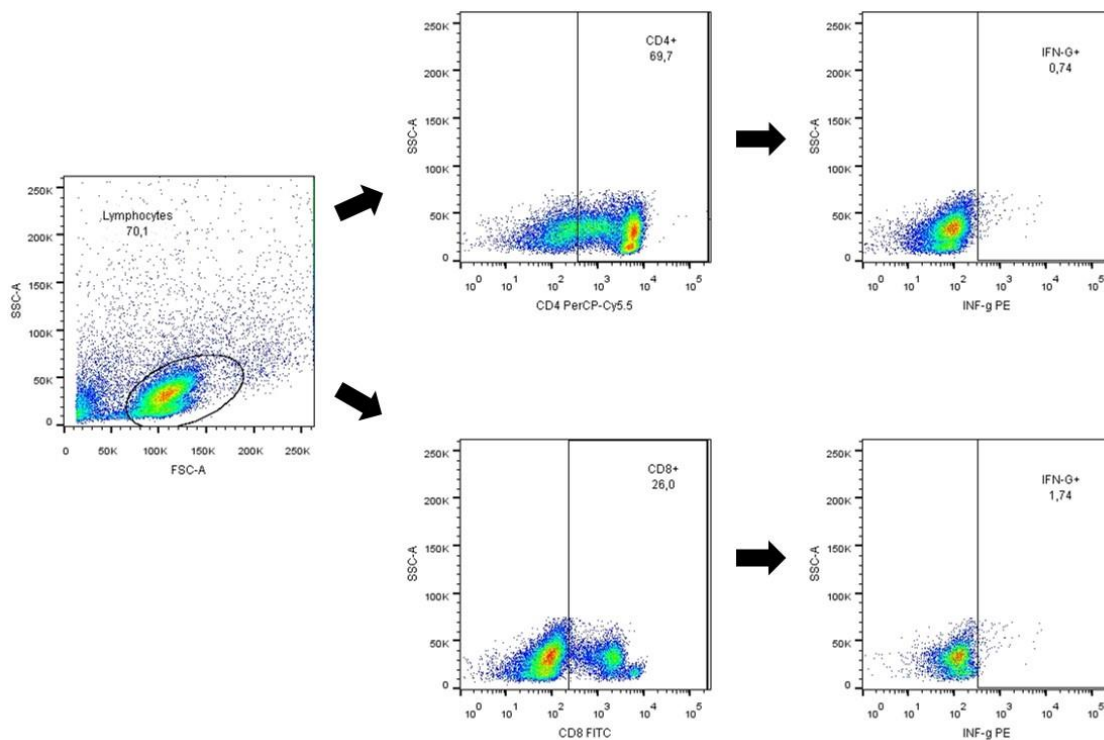 250K
200K
150K
100K
50K
0
SSC-A
Lymphocytes
70,1
0 50K 100K 150K 200K 250K
FSC-A
250K
200K
150K
100K
50K
0
SSC-A
CD4+
69,7
10^0 10^1 10^2 10^3 10^4 10^5
CD4 PerCP-Cy5.5
250K
200K
150K
100K
50K
0
SSC-A
IFN-G+
0,74
10^0 10^1 10^2 10^3 10^4 10^5
INF-g PE
250K
200K
150K
100K
50K
0
SSC-A
CD8+
26,0
10^0 10^1 10^2 10^3 10^4 10^5
CD8 FITC
250K
200K
150K
100K
50K
0
SSC-A
IFN-G+
1,74
10^0 10^1 10^2 10^3 10^4 10^5
INF-g PE